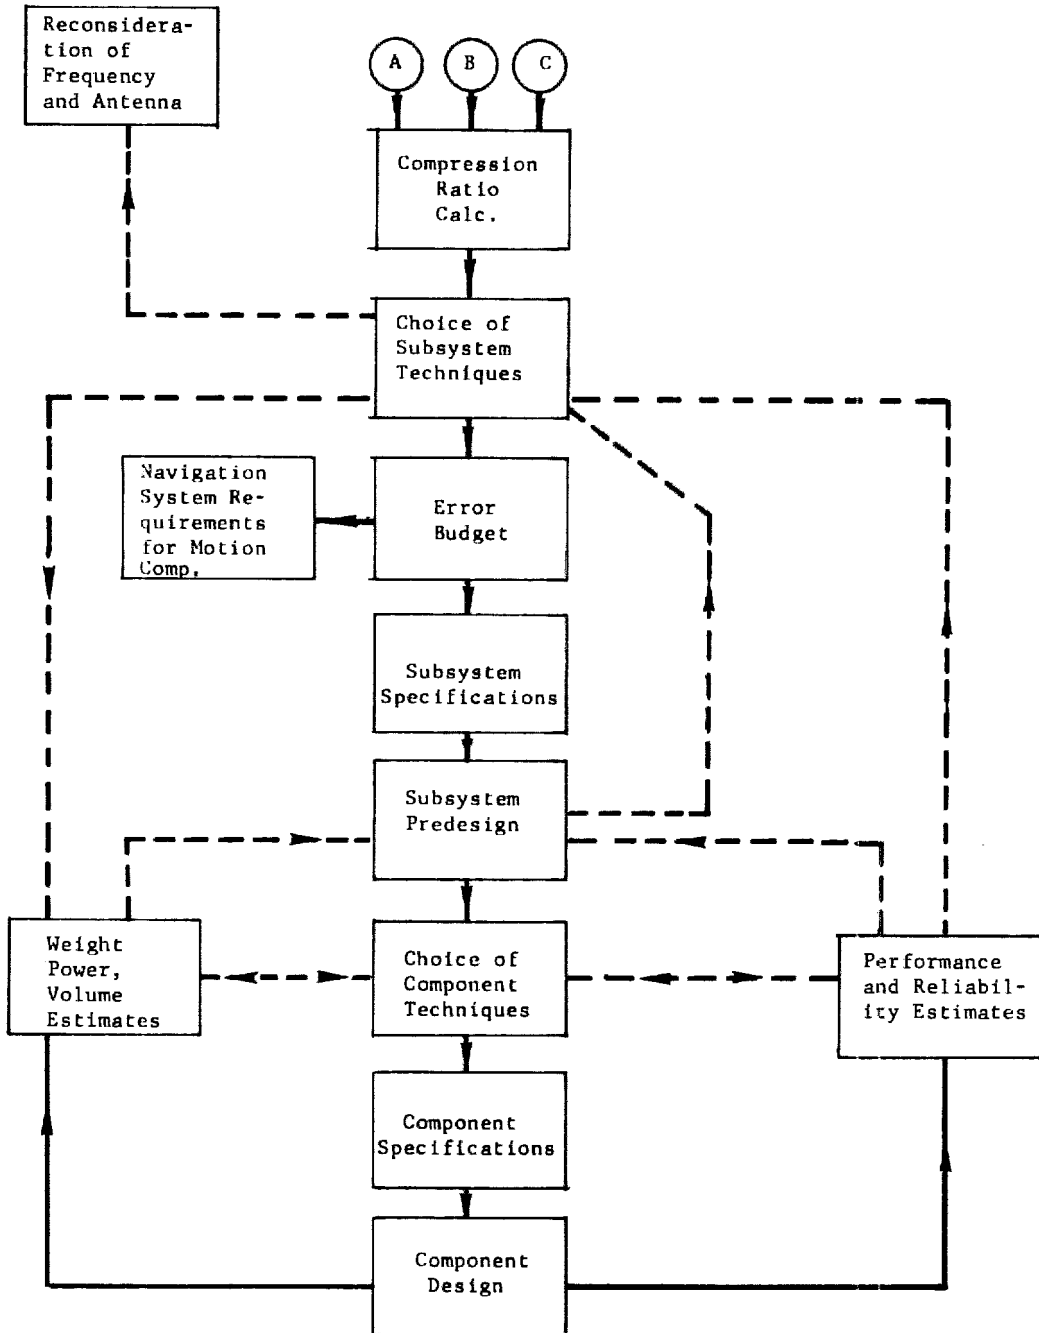 Reconsidera-
tion of
Frequency
and Antenna
A
B
C
Compression
Ratio
Calc.
Choice of
Subsystem
Techniques
Navigation
System Re-
quirements
for Motion
Comp.
Error
Budget
Subsystem
Specifications
Subsystem
Predesign
Weight
Power,
Volume
Estimates
Choice of
Component
Techniques
Performance
and Reliabil-
ity Estimates
Component
Specifications
Component
Design